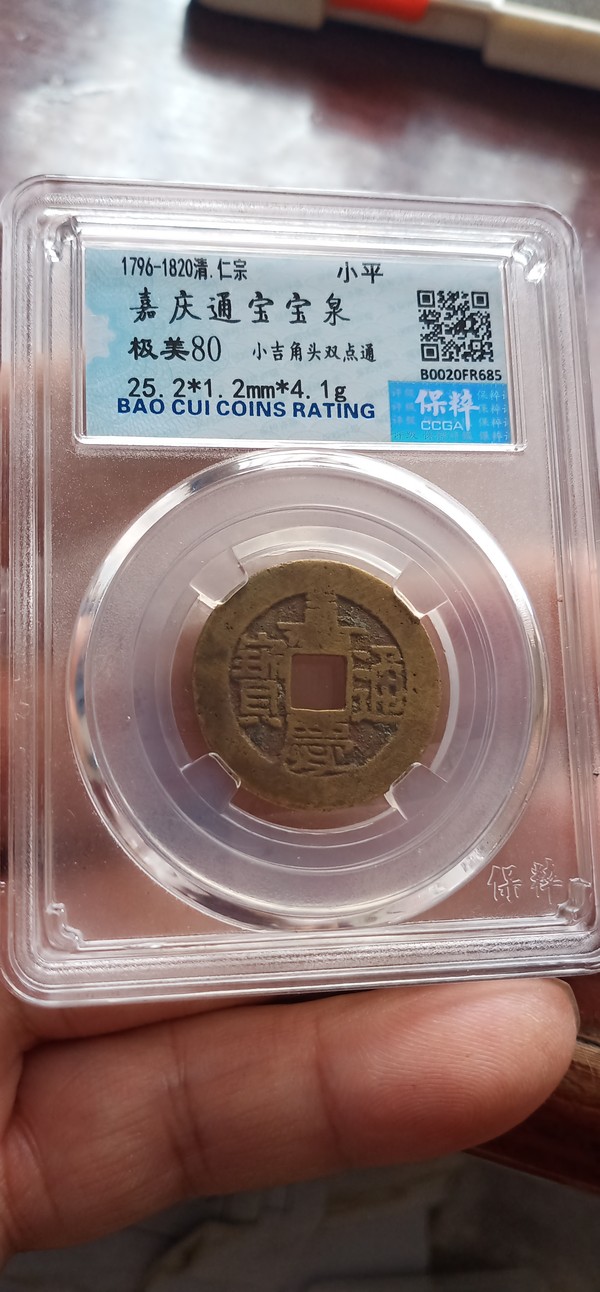 1796-1820清.仁宗 小平
嘉庆通宝宝泉
极美80 小吉角头双点通
B0020FR685
25.2*1.2mm*4.1g
BAO CUI COINS RATING
保粹
CCGA
嘉
寶 通
慶
保粹